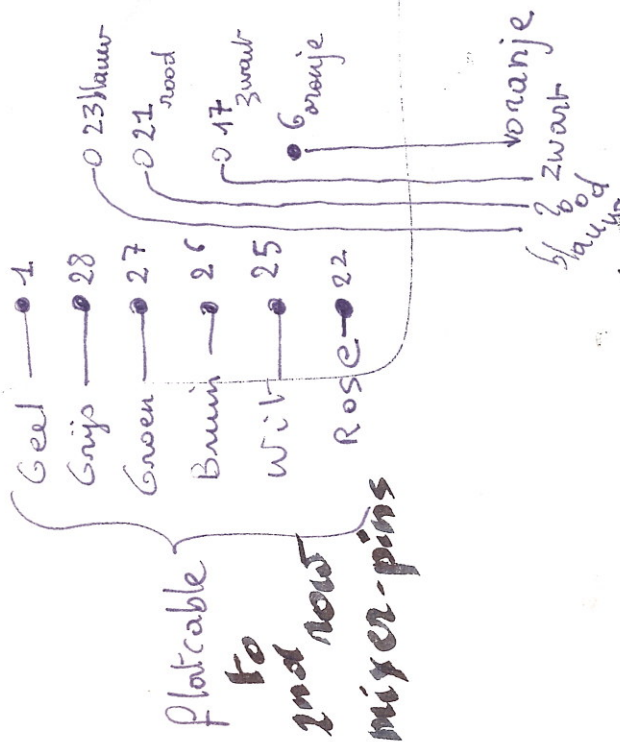 Geel 1
Grijs 28
Groen 27
Bruin 26
Wit 25
Rose 22
flatcable
to
2nd row
mixer-pins
23 blauw
21 rood
17 zwart
6 oranje
oranje
zwart
rood
blauw